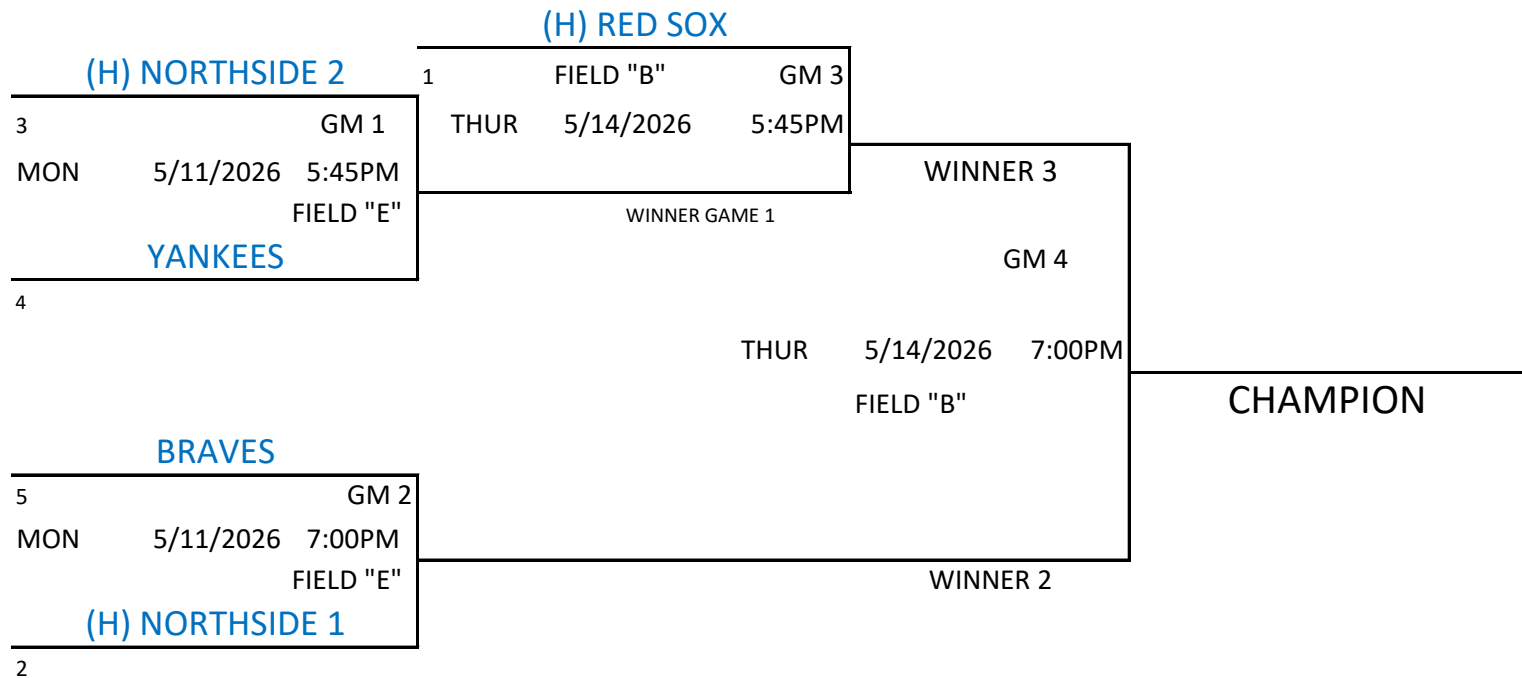 (H) RED SOX
(H) NORTHSIDE 2
1 FIELD "B" GM 3
3 GM 1
THUR 5/14/2026 5:45PM
MON 5/11/2026 5:45PM
WINNER 3
FIELD "E"
WINNER GAME 1
YANKEES
GM 4
4
THUR 5/14/2026 7:00PM
FIELD "B"
CHAMPION
BRAVES
5 GM 2
MON 5/11/2026 7:00PM
FIELD "E"
WINNER 2
(H) NORTHSIDE 1
2